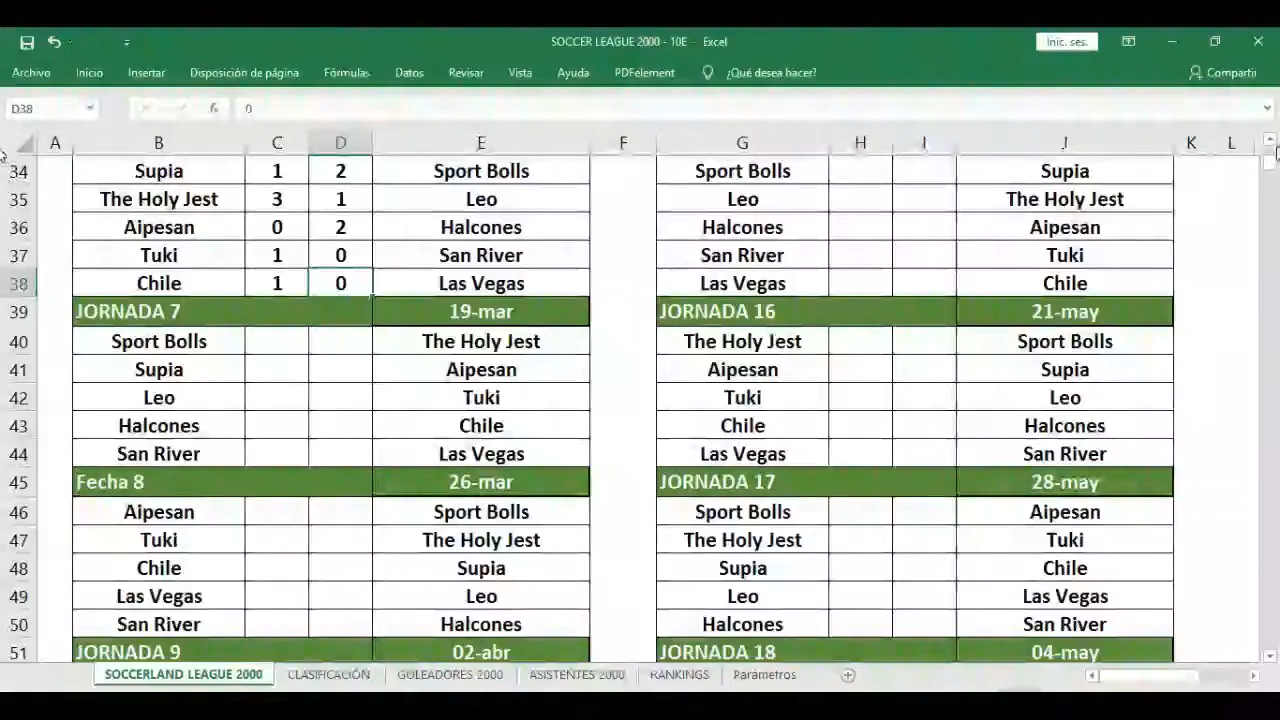 SOCCER LEAGUE 2000 - 10E - Excel
Inic. ses.
Archivo Inicio Insertar Disposición de página Fórmulas Datos Revisar Vista Ayuda PDFelement ¿Qué desea hacer? Compartir
D38 fx 0
A B C D E F G H I J K L
34 Supia 1 2 Sport Bolls Sport Bolls Supia
35 The Holy Jest 3 1 Leo Leo The Holy Jest
36 Aipesan 0 2 Halcones Halcones Aipesan
37 Tuki 1 0 San River San River Tuki
38 Chile 1 0 Las Vegas Las Vegas Chile
39 JORNADA 7 19-mar JORNADA 16 21-may
40 Sport Bolls The Holy Jest The Holy Jest Sport Bolls
41 Supia Aipesan Aipesan Supia
42 Leo Tuki Tuki Leo
43 Halcones Chile Chile Halcones
44 San River Las Vegas Las Vegas San River
45 Fecha 8 26-mar JORNADA 17 28-may
46 Aipesan Sport Bolls Sport Bolls Aipesan
47 Tuki The Holy Jest The Holy Jest Tuki
48 Chile Supia Supia Chile
49 Las Vegas Leo Leo Las Vegas
50 San River Halcones Halcones San River
51 JORNADA 9 02-abr JORNADA 18 04-may
SOCCERLAND LEAGUE 2000 CLASIFICACIÓN GOLEADORES 2000 ASISTENTES 2000 RANKINGS Parámetros